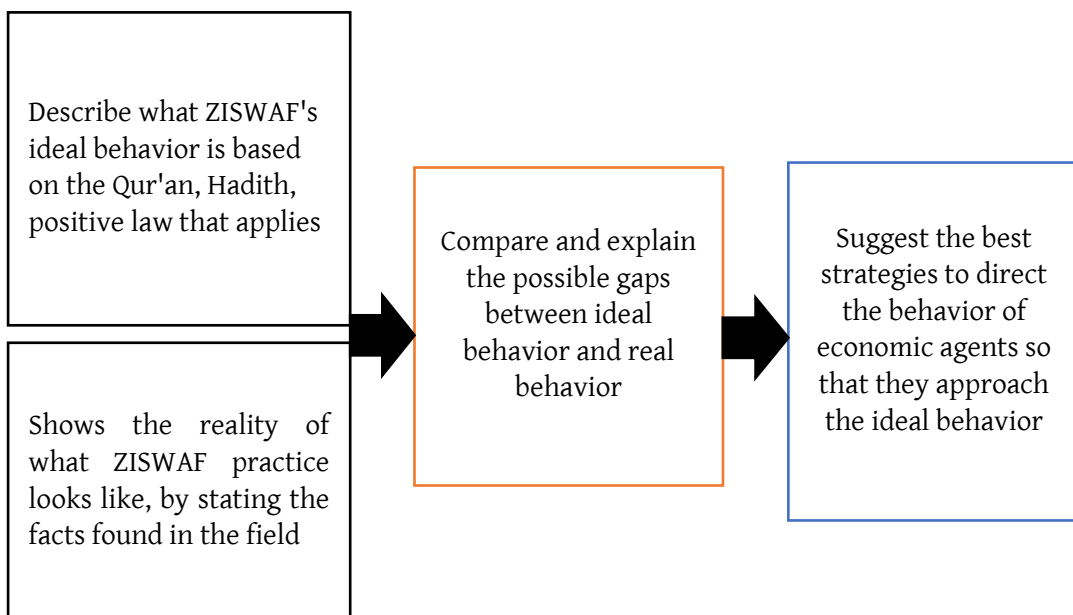 Describe what ZISWAF's
ideal behavior is based
on the Qur'an, Hadith,
positive law that applies
Shows the reality of
what ZISWAF practice
looks like, by stating the
facts found in the field
Compare and explain
the possible gaps
between ideal
behavior and real
behavior
Suggest the best
strategies to direct
the behavior of
economic agents so
that they approach
the ideal behavior